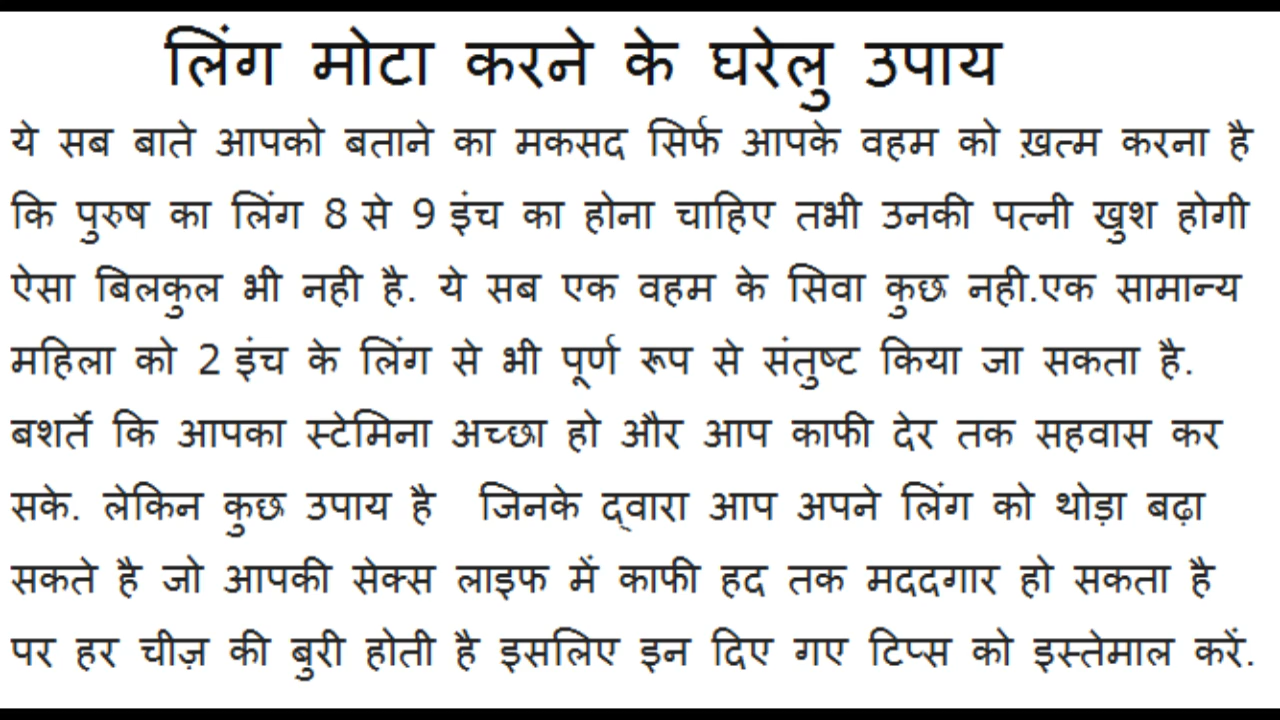 लिंग मोटा करने के घरेलु उपाय
ये सब बाते आपको बताने का मकसद सिर्फ आपके वहम को ख़त्म करना है
कि पुरुष का लिंग 8 से 9 इंच का होना चाहिए तभी उनकी पत्नी खुश होगी
ऐसा बिलकुल भी नही है. ये सब एक वहम के सिवा कुछ नही.एक सामान्य
महिला को 2 इंच के लिंग से भी पूर्ण रूप से संतुष्ट किया जा सकता है.
बशर्ते कि आपका स्टेमिना अच्छा हो और आप काफी देर तक सहवास कर
सके. लेकिन कुछ उपाय है जिनके द्वारा आप अपने लिंग को थोड़ा बढ़ा
सकते है जो आपकी सेक्स लाइफ में काफी हद तक मददगार हो सकता है
पर हर चीज़ की बुरी होती है इसलिए इन दिए गए टिप्स को इस्तेमाल करें.